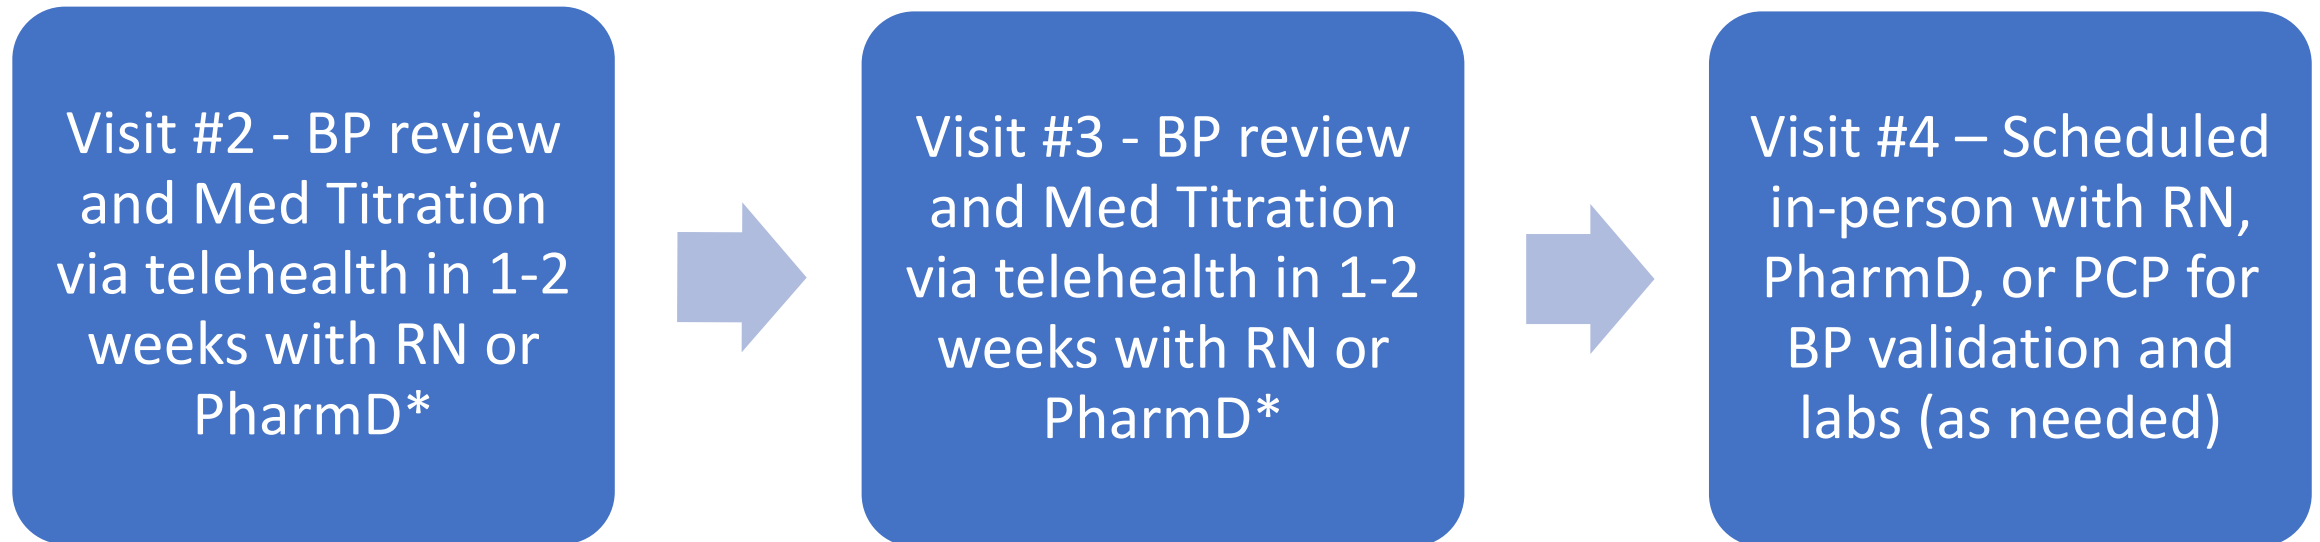 Visit #2 - BP review
and Med Titration
via telehealth in 1-2
weeks with RN or
PharmD*
Visit #3 - BP review
and Med Titration
via telehealth in 1-2
weeks with RN or
PharmD*
Visit #4 – Scheduled
in-person with RN,
PharmD, or PCP for
BP validation and
labs (as needed)